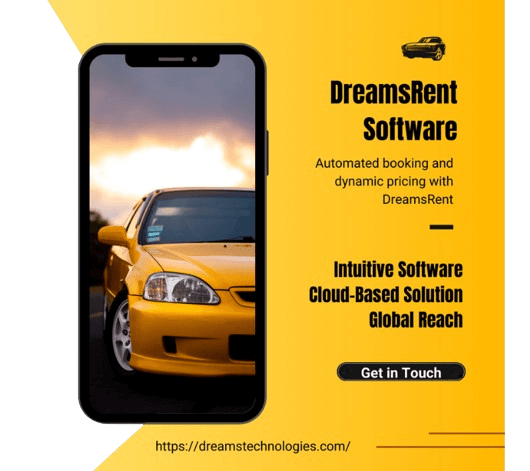 DreamsRent
Software
Automated booking and
dynamic pricing with
DreamsRent
Intuitive Software
Cloud-Based Solution
Global Reach
Get in Touch
https://dreamstechnologies.com/